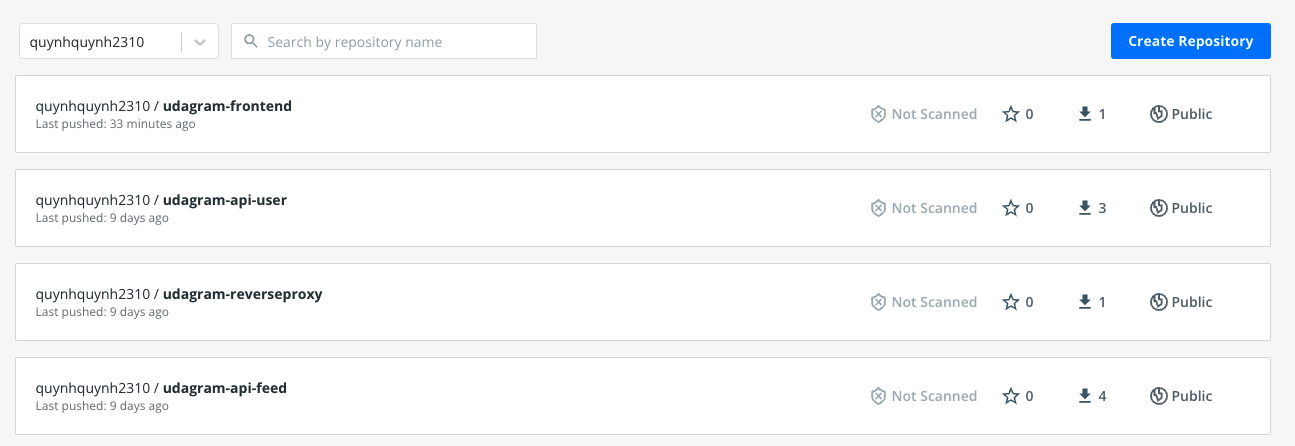 quynhquynh2310
Search by repository name
Create Repository
quynhquynh2310 / udagram-frontend
Last pushed: 33 minutes ago
Not Scanned
0
1
Public
quynhquynh2310 / udagram-api-user
Last pushed: 9 days ago
Not Scanned
0
3
Public
quynhquynh2310 / udagram-reverseproxy
Last pushed: 9 days ago
Not Scanned
0
1
Public
quynhquynh2310 / udagram-api-feed
Last pushed: 9 days ago
Not Scanned
0
4
Public